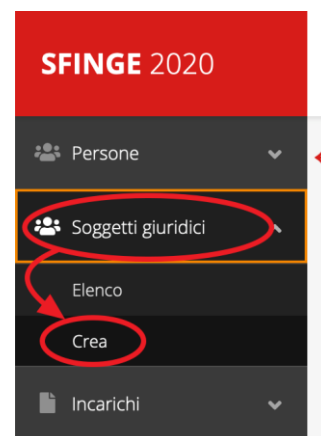 SFINGE 2020
Persone
Soggetti giuridici
Elenco
Crea
Incarichi